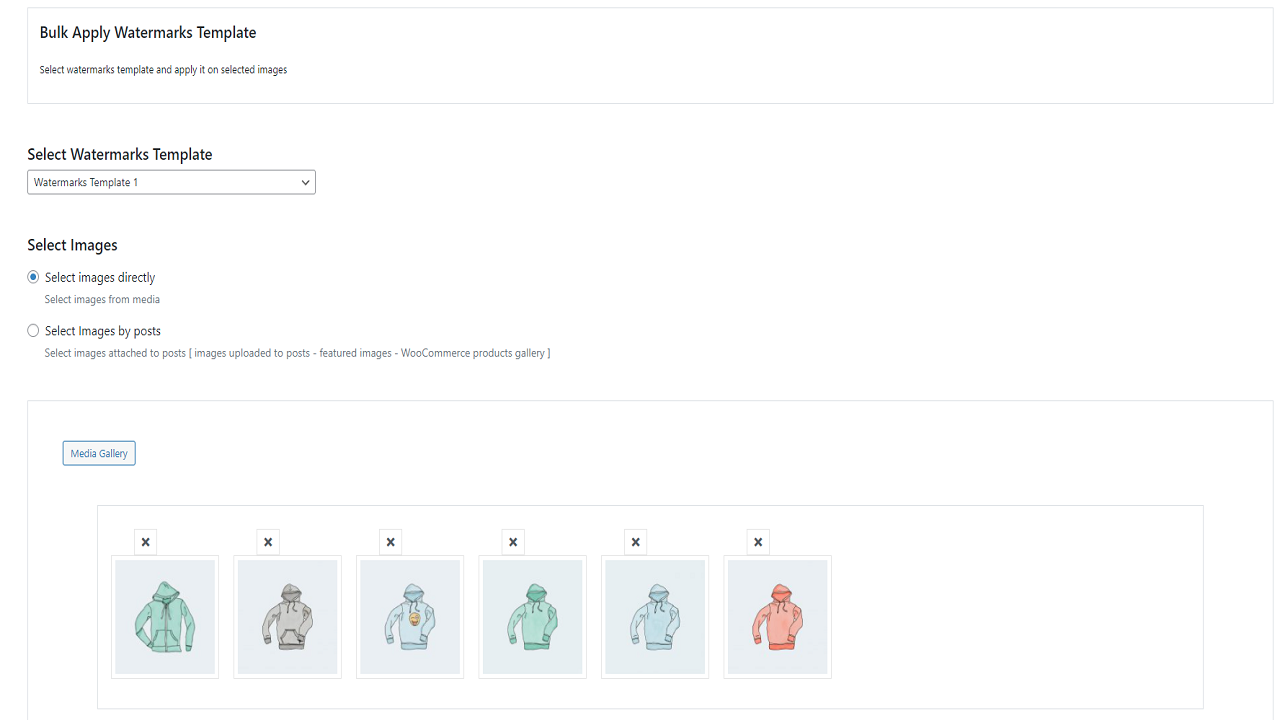 Bulk Apply Watermarks Template
Select watermarks template and apply it on selected images
Select Watermarks Template
Watermarks Template 1
Select Images
Select images directly
Select images from media
Select Images by posts
Select images attached to posts [ images uploaded to posts - featured images - WooCommerce products gallery ]
Media Gallery